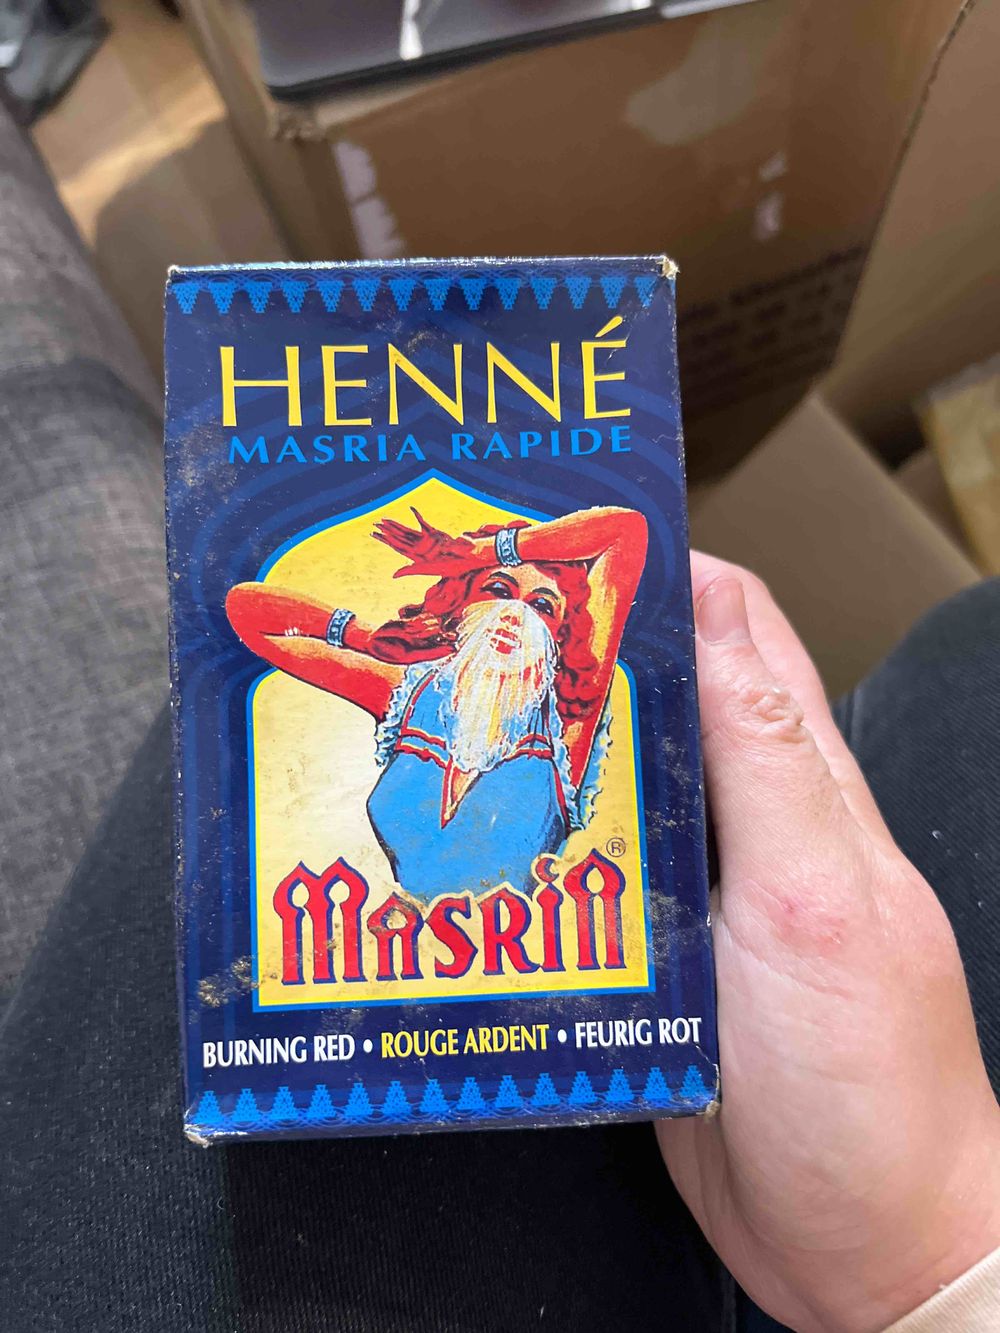 HENNÉ
MASRIA RAPIDE
MASRIA ®
BURNING RED • ROUGE ARDENT • FEURIG ROT